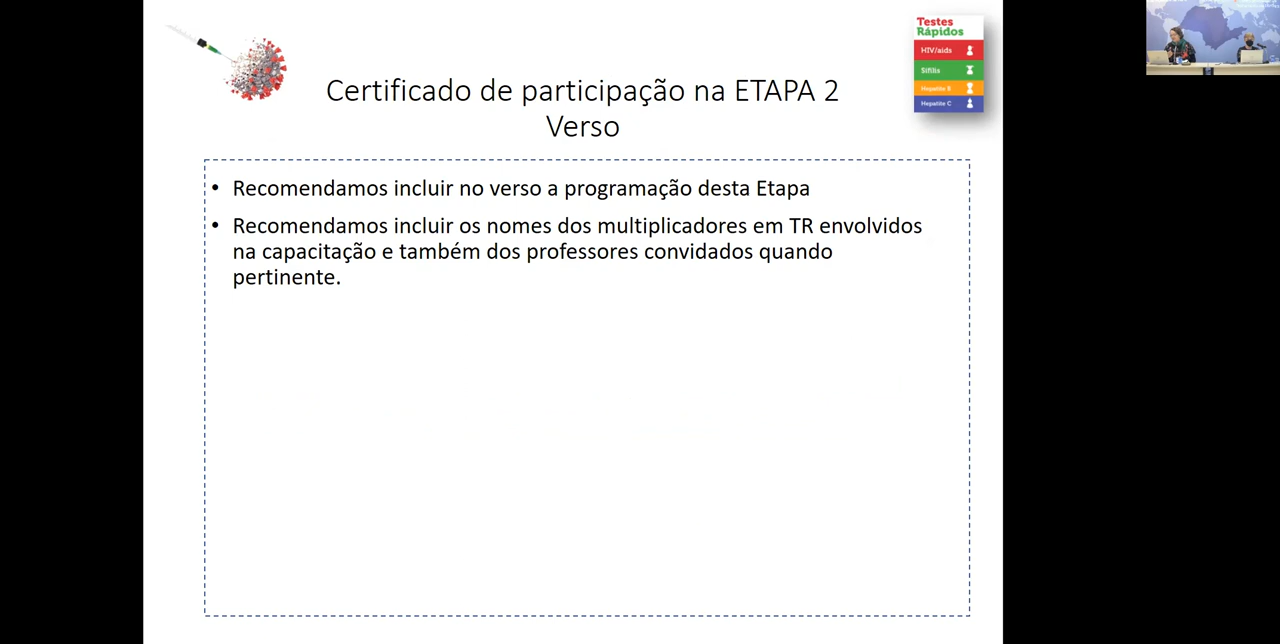 Testes
Rápidos
HIV/aids
Sífilis
Hepatite B
Hepatite C
Certificado de participação na ETAPA 2
Verso
• Recomendamos incluir no verso a programação desta Etapa
• Recomendamos incluir os nomes dos multiplicadores em TR envolvidos
na capacitação e também dos professores convidados quando
pertinente.